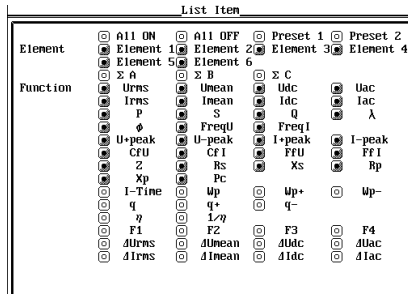 List Item
All ON All OFF Preset 1 Preset 2
Element Element 1 Element 2 Element 3 Element 4
Element 5 Element 6
Σ A Σ B Σ C
Function Urms Umean Udc Uac
Irms Imean Idc Iac
P S Q λ
ϕ FreqU FreqI
U+peak U-peak I+peak I-peak
CfU CfI FfU FfI
Z Rs Xs Rp
Xp Pc
I-Time Wp Wp+ Wp-
q q+ q-
η 1/η
F1 F2 F3 F4
ΔUrms ΔUmean ΔUdc ΔUac
ΔIrms ΔImean ΔIdc ΔIac